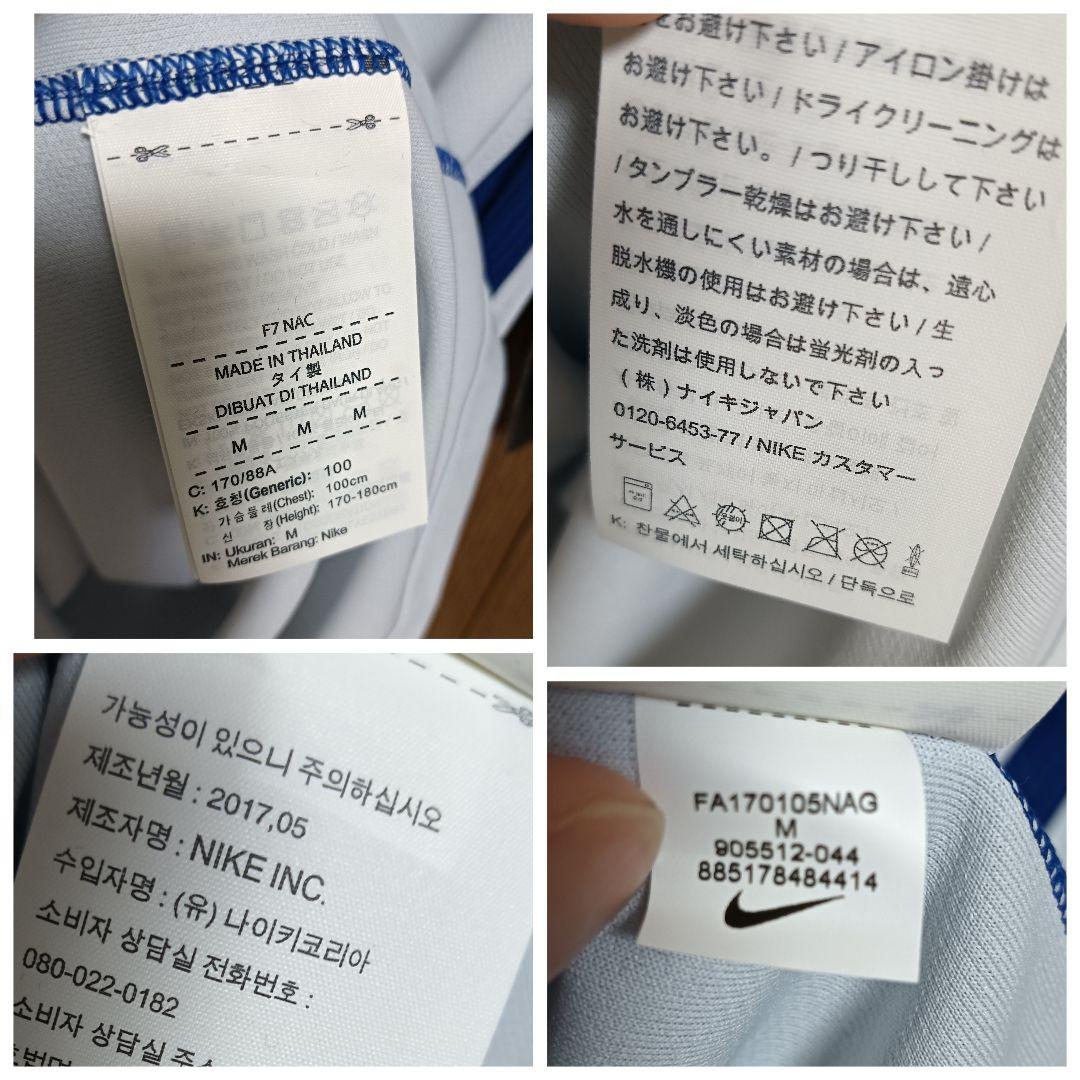 F7 NAC
MADE IN THAILAND
タイ製
DIBUAT DI THAILAND
M M M
C: 170/88A
K: 호칭(Generic): 100
가슴둘레(Chest): 100cm
신 장(Height): 170-180cm
IN: Ukuran: M
Merek Barang: Nike
をお避け下さい / アイロン掛けは
お避け下さい / ドライクリーニングは
お避け下さい。 / つり干しして下さい
/ タンブラー乾燥はお避け下さい /
水を通しにくい素材の場合は、遠心
脱水機の使用はお避け下さい / 生
成り、淡色の場合は蛍光剤の入っ
た洗剤は使用しないで下さい
(株) ナイキジャパン
0120-6453-77 / NIKE カスタマー
サービス
K: 찬물에서 세탁하십시오 / 단독으로
가능성이 있으니 주의하십시오
제조년월 : 2017,05
제조자명 : NIKE INC.
수입자명 : (유) 나이키코리아
소비자 상담실 전화번호 :
080-022-0182
소비자 상담실
FA170105NAG
M
905512-044
885178484414